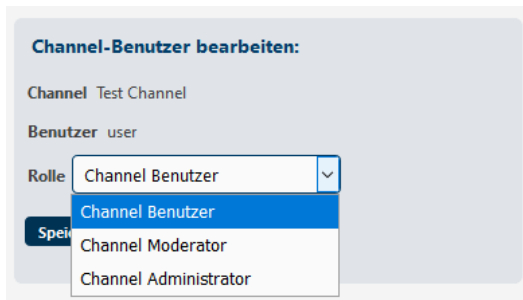 Channel-Benutzer bearbeiten:
Channel Test Channel
Benutzer user
Rolle Channel Benutzer
Channel Benutzer
Channel Moderator
Channel Administrator